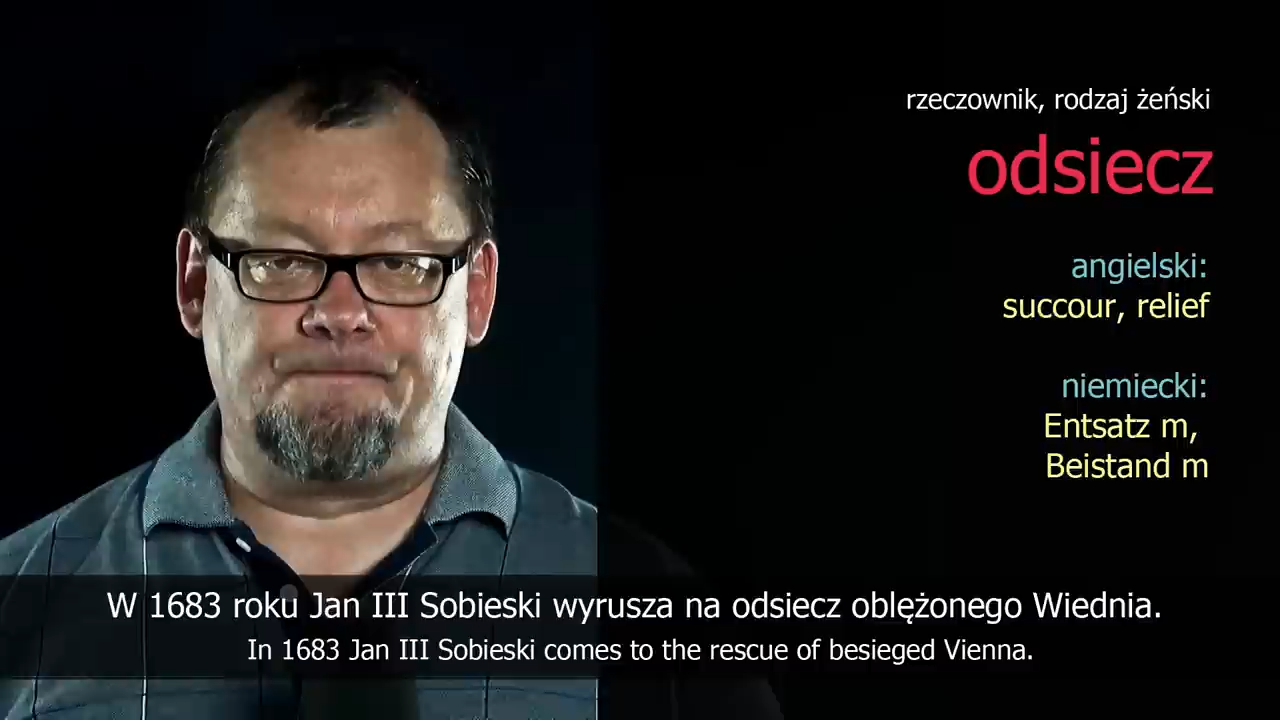 rzeczownik, rodzaj żeński
odsiecz
angielski:
succour, relief
niemiecki:
Entsatz m,
Beistand m
W 1683 roku Jan III Sobieski wyrusza na odsiecz oblężonego Wiednia.
In 1683 Jan III Sobieski comes to the rescue of besieged Vienna.